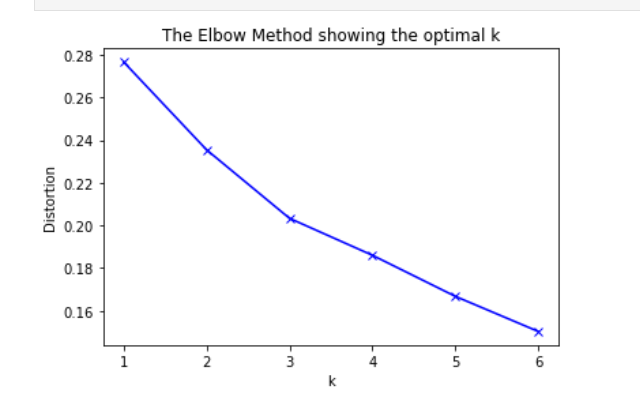 The Elbow Method showing the optimal k
0.28
0.26
0.24
0.22
0.20
0.18
0.16
Distortion
1 2 3 4 5 6
k